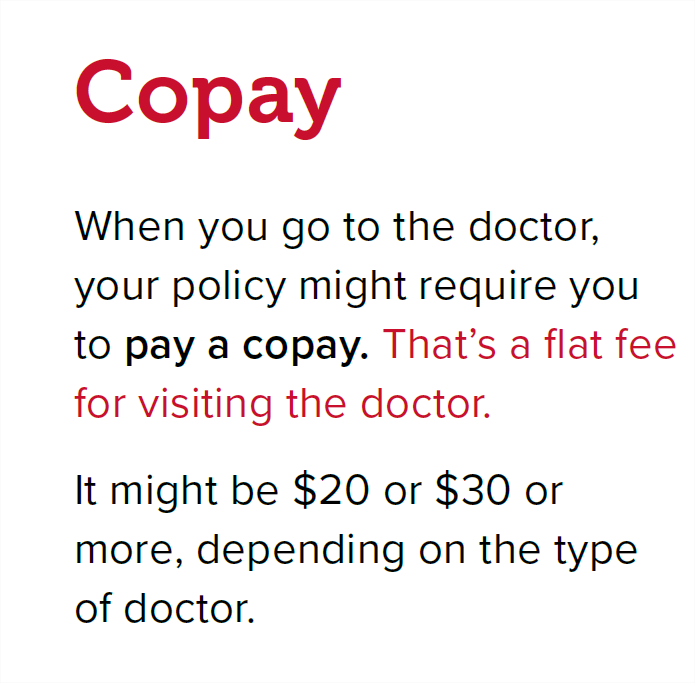 Copay
When you go to the doctor,
your policy might require you
to pay a copay. That’s a flat fee
for visiting the doctor.
It might be $20 or $30 or
more, depending on the type
of doctor.